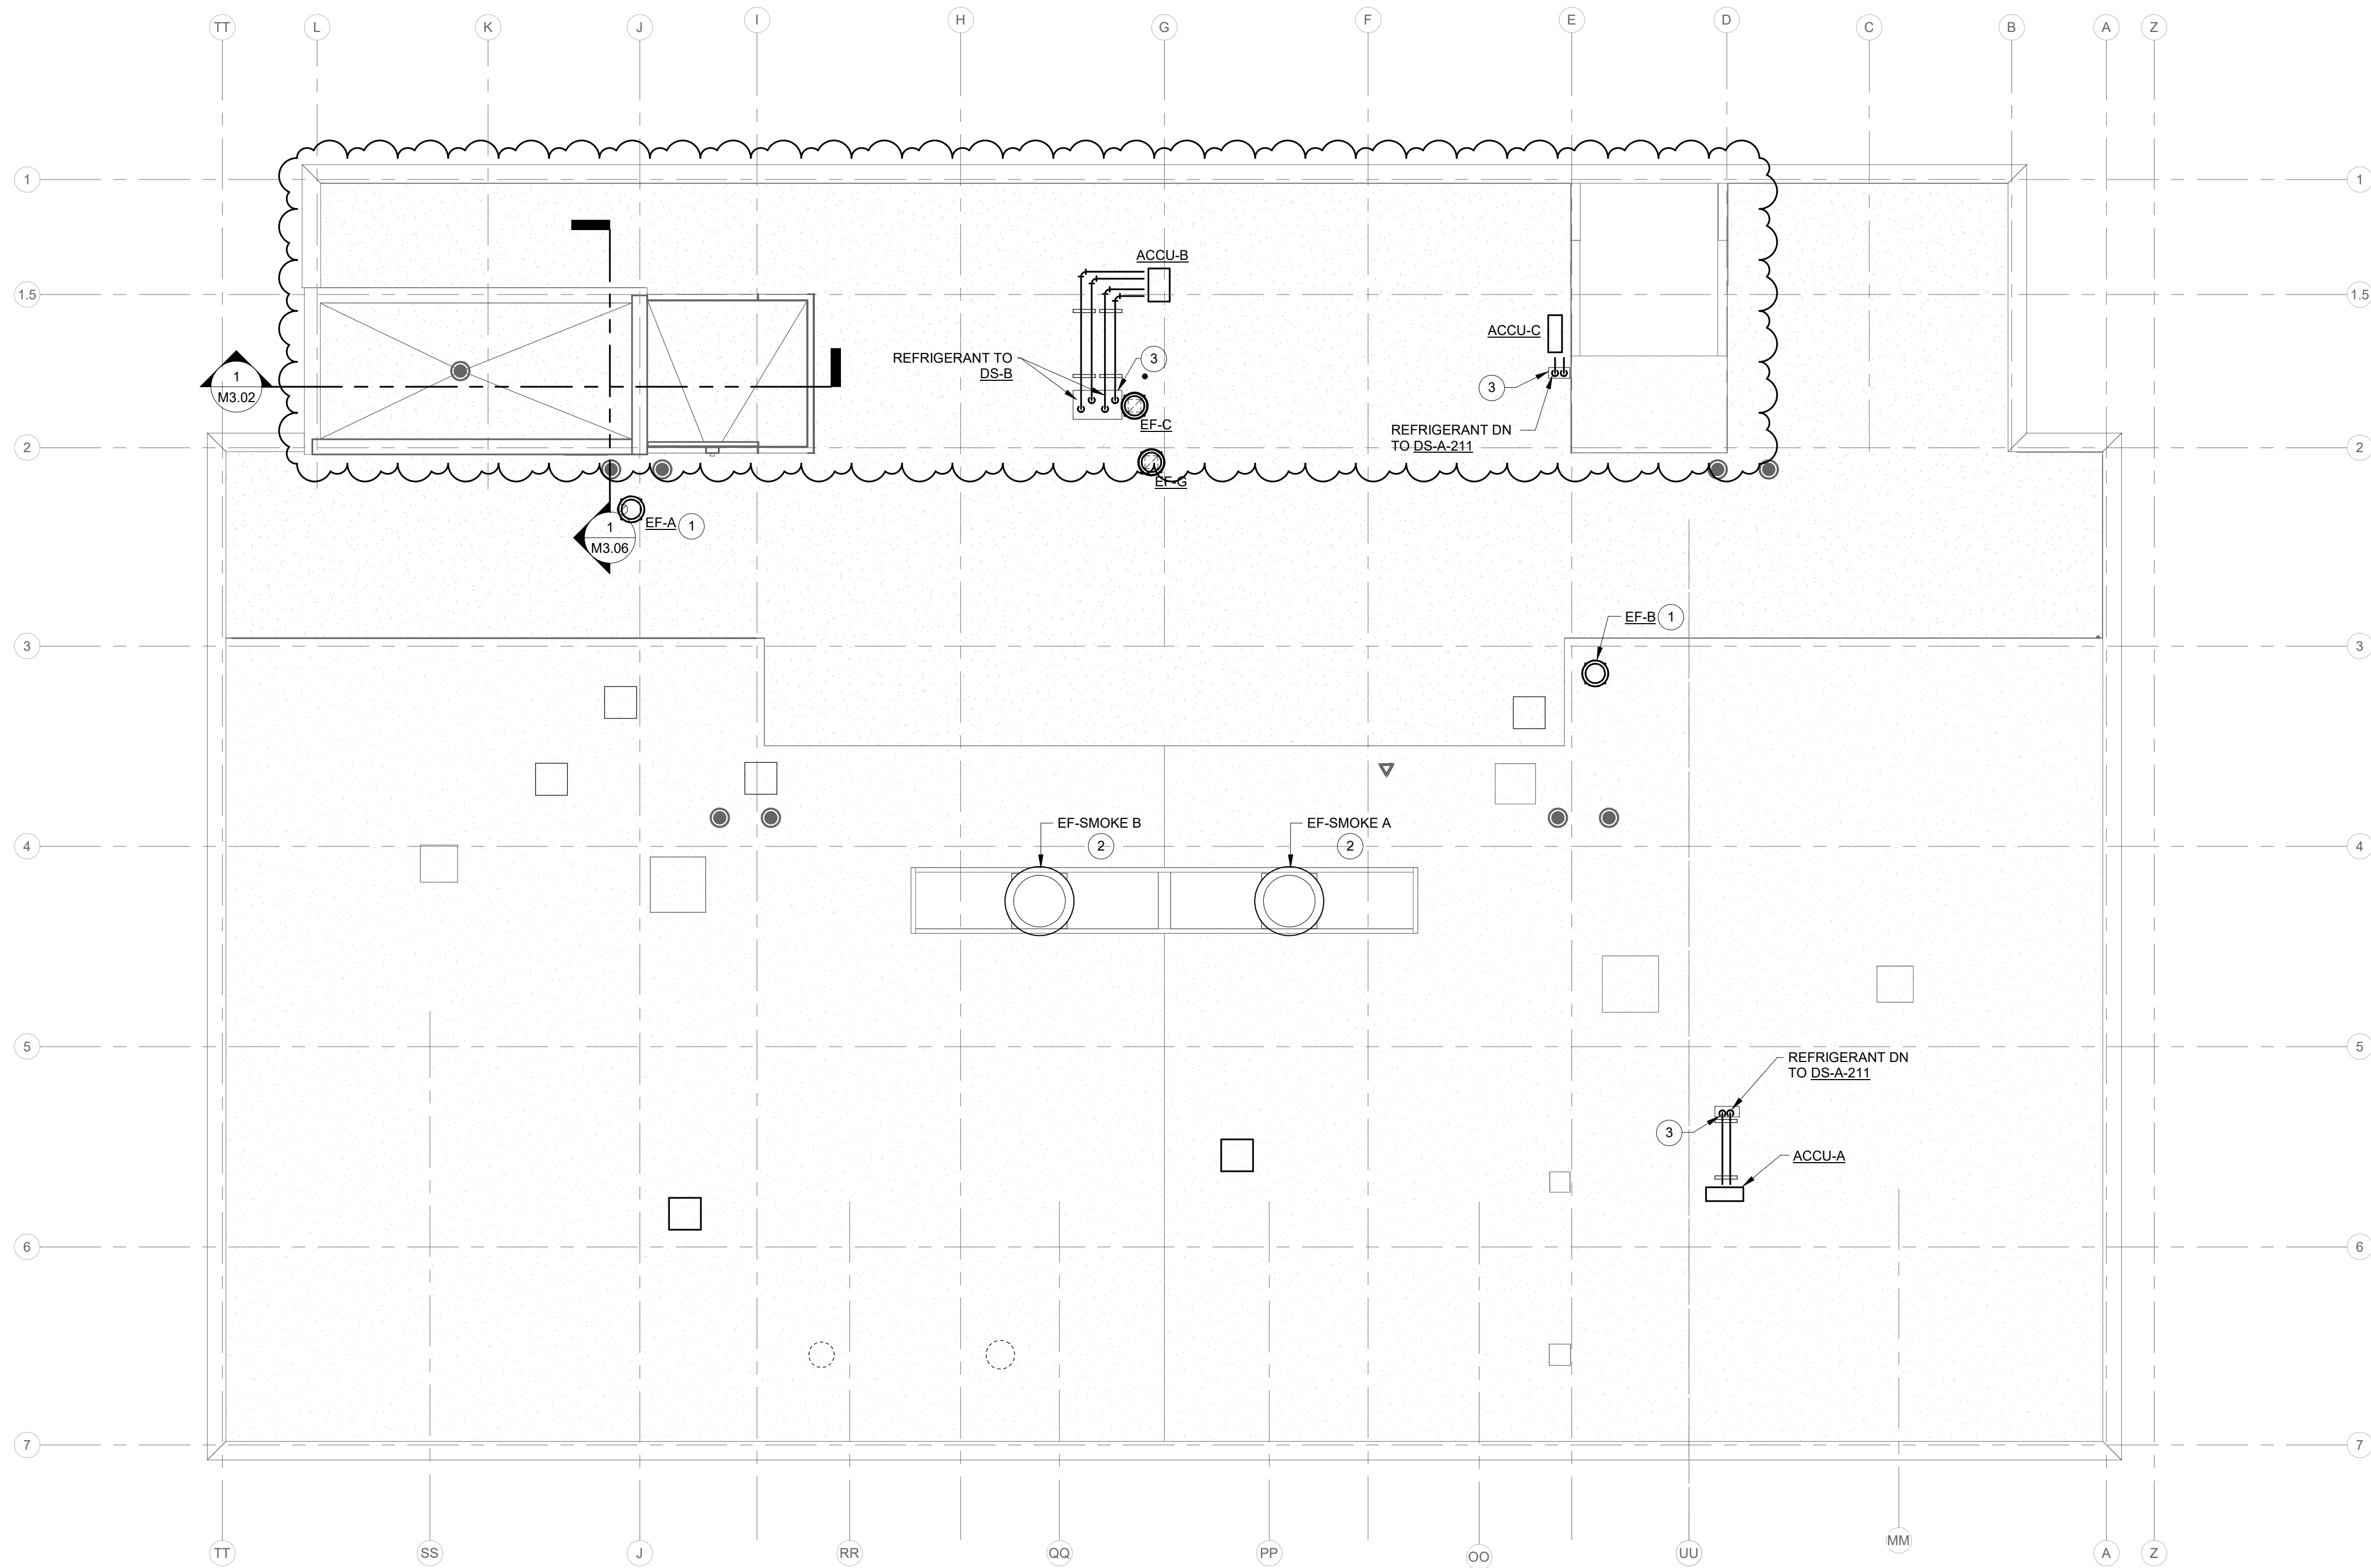 TT
L
K
J
I
H
G
F
E
D
C
B
A
Z
1
1
ACCU-B
1.5
1.5
ACCU-C
REFRIGERANT TO
DS-B
3
1
M3.02
3
EF-C
REFRIGERANT DN
TO DS-A-211
2
2
EF-G
EF-A
1
1
M3.06
EF-B
1
3
3
EF-SMOKE B
2
EF-SMOKE A
2
4
4
5
5
REFRIGERANT DN
TO DS-A-211
3
ACCU-A
6
6
7
7
TT
SS
J
RR
QQ
PP
OO
UU
MM
A
Z